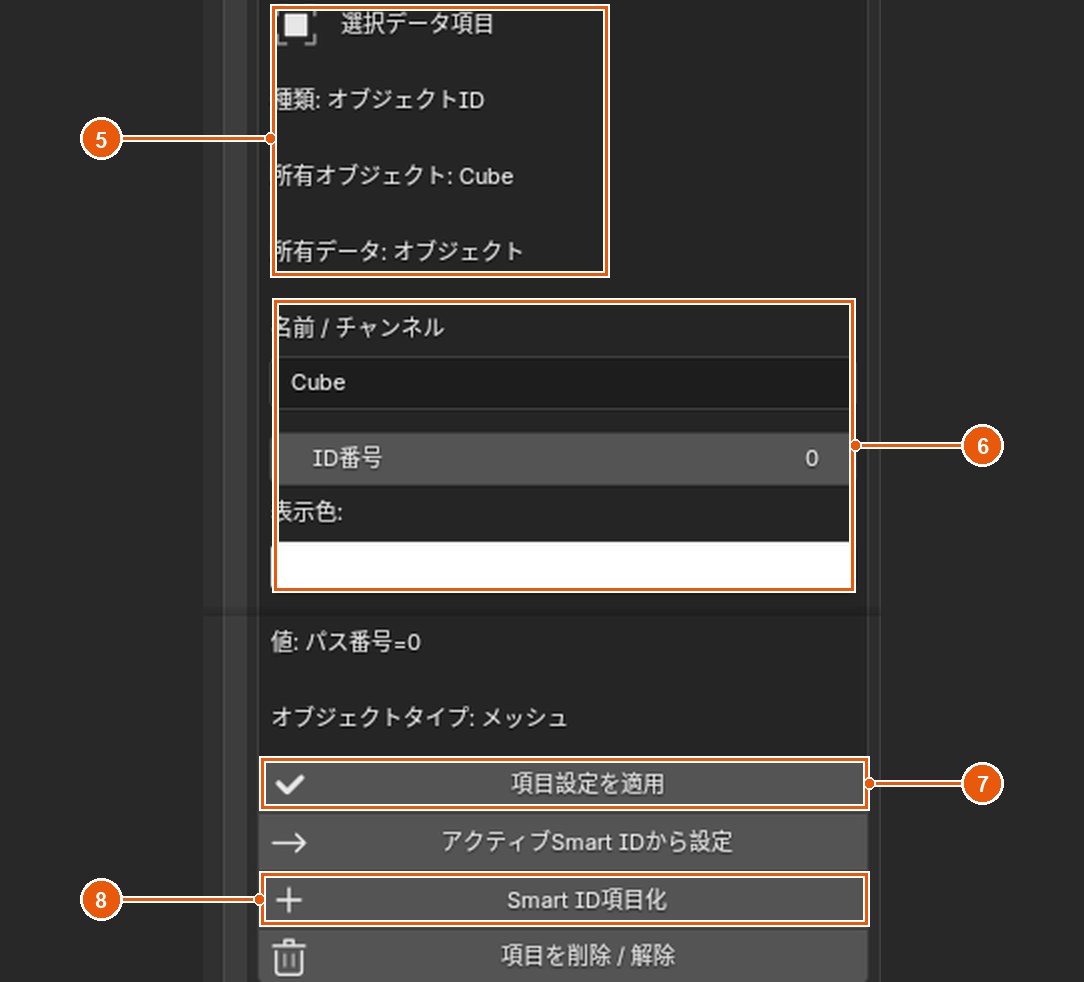 選択データ項目
種類: オブジェクトID
5
所有オブジェクト: Cube
所有データ: オブジェクト
名前 / チャンネル
Cube
6
ID番号 0
表示色:
値: パス番号=0
オブジェクトタイプ: メッシュ
項目設定を適用
7
アクティブSmart IDから設定
8
Smart ID項目化
項目を削除 / 解除